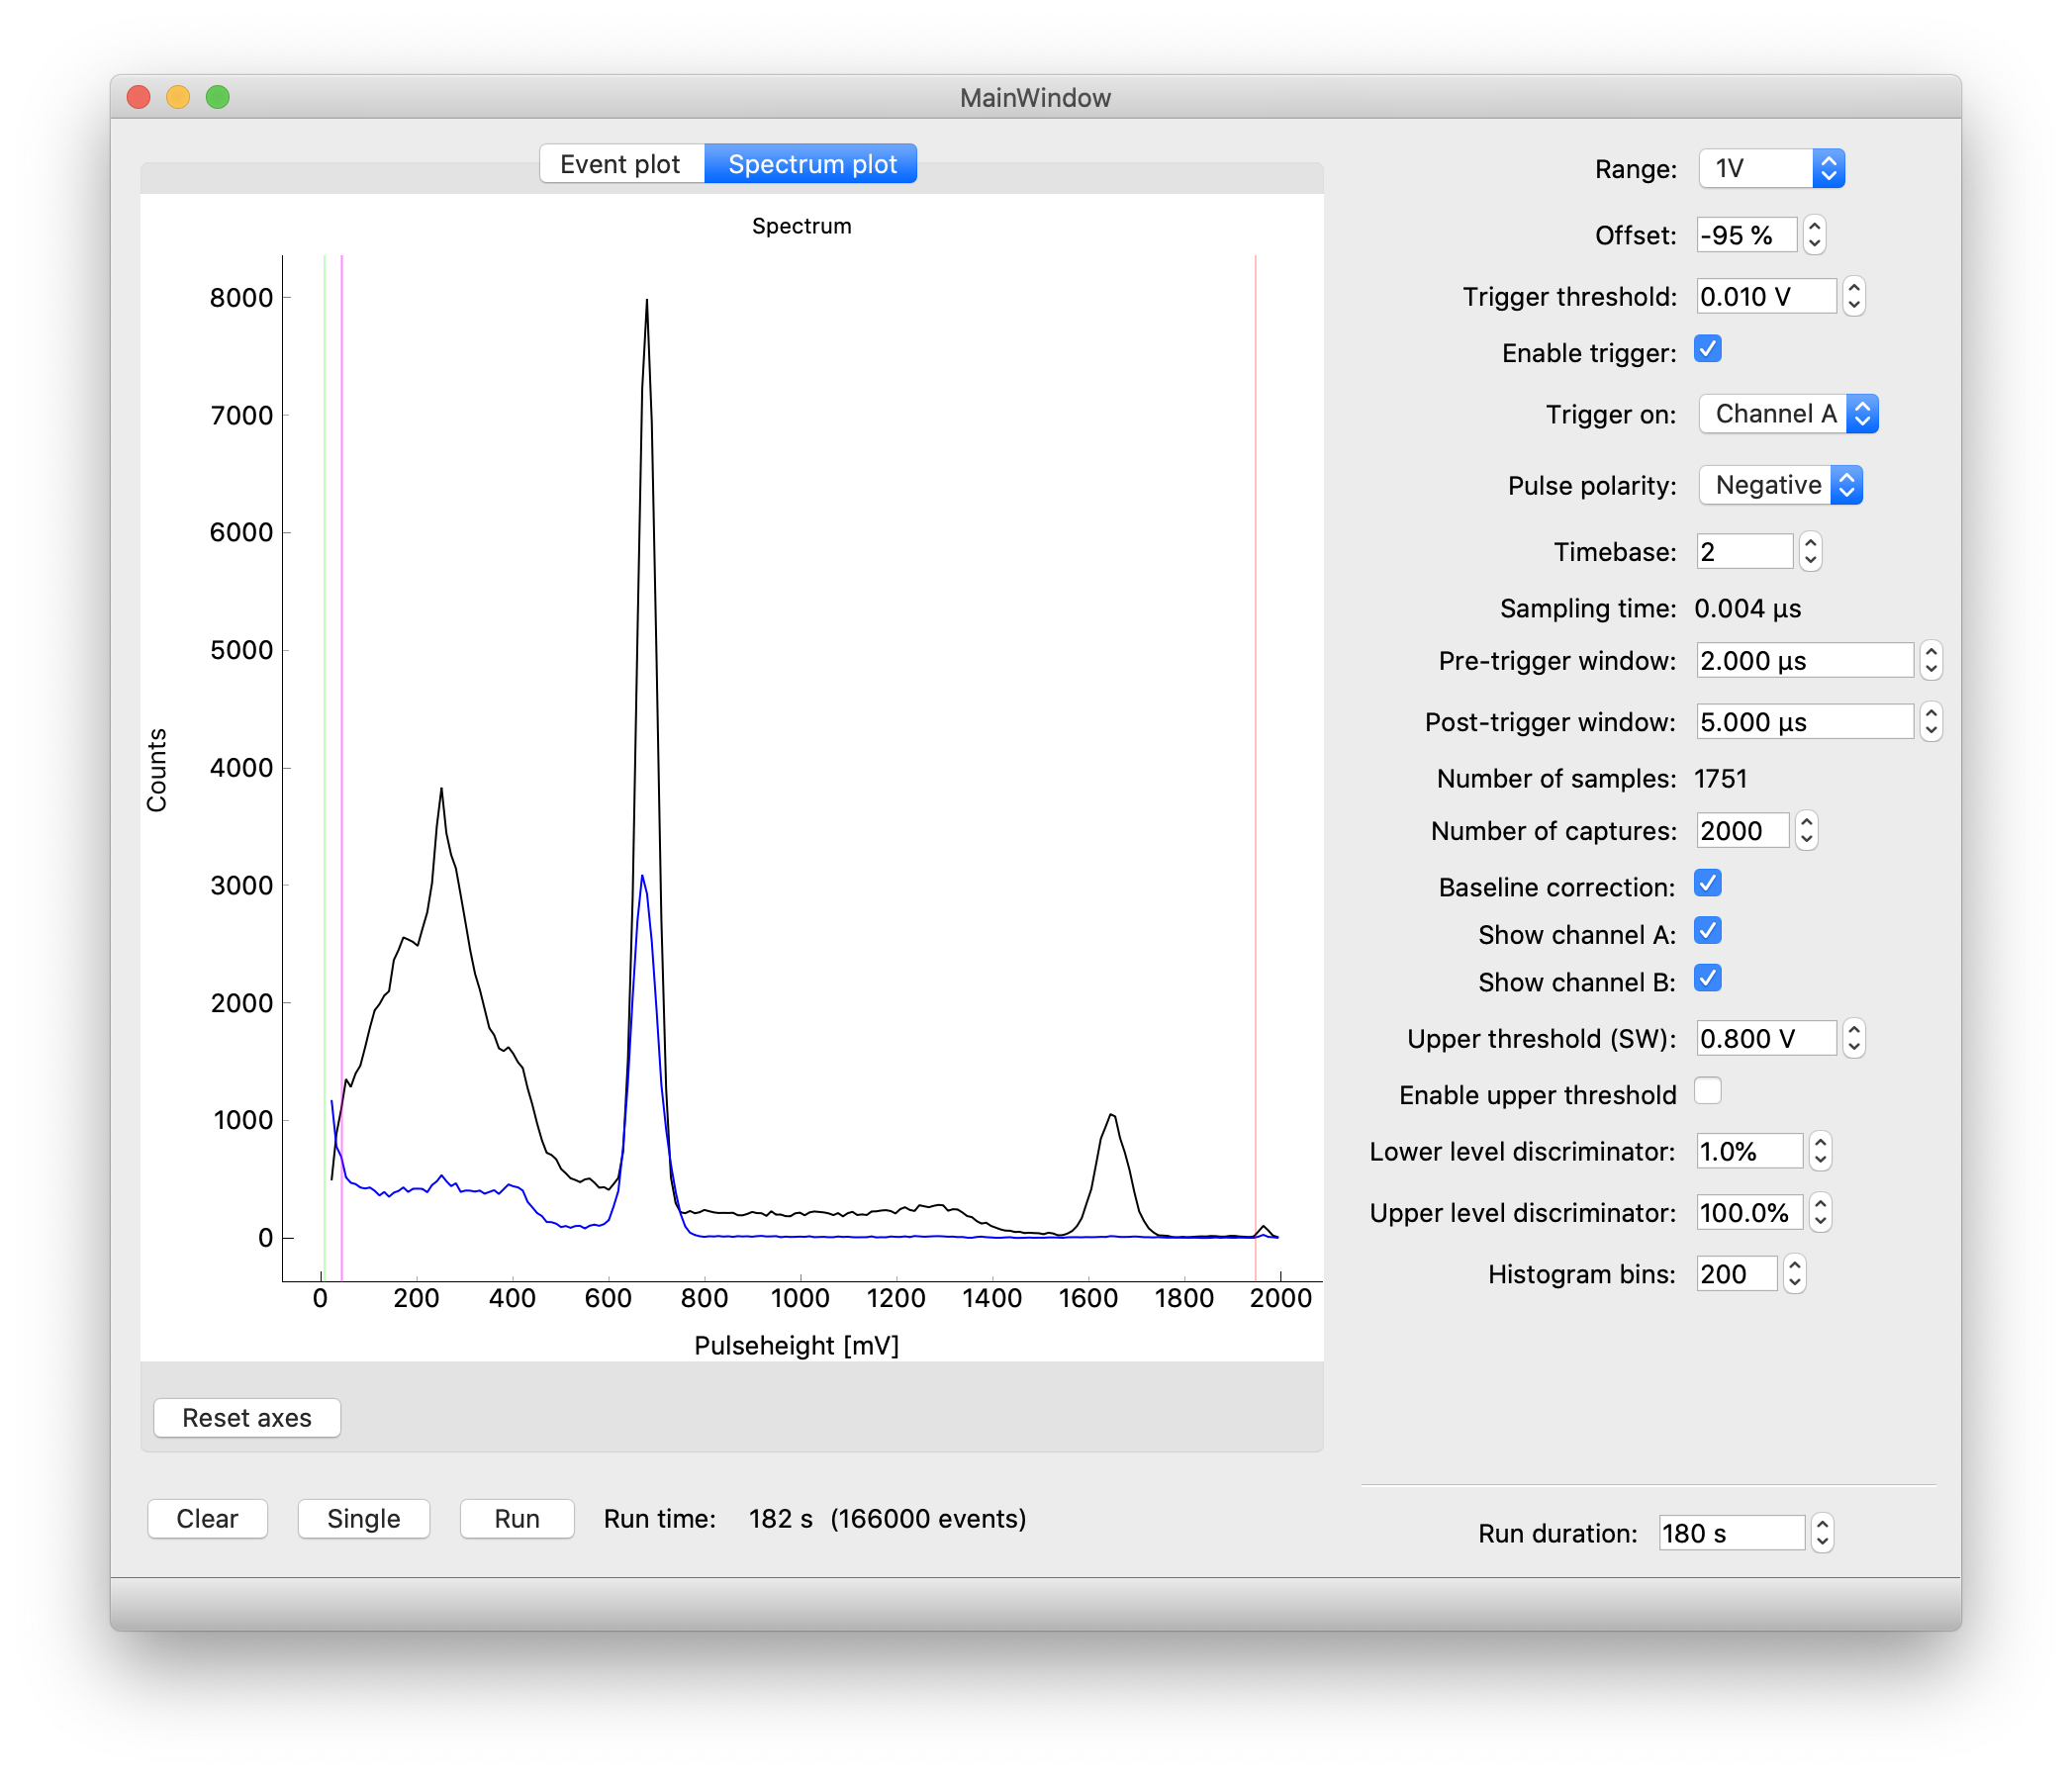 MainWindow
Event plot
Spectrum plot
Spectrum
8000
7000
6000
5000
4000
3000
2000
1000
0
Counts
0 200 400 600 800 1000 1200 1400 1600 1800 2000
Pulseheight [mV]
Reset axes
Clear
Single
Run
Run time: 182 s (166000 events)
Range: 1V
Offset: -95 %
Trigger threshold: 0.010 V
Enable trigger:
Trigger on: Channel A
Pulse polarity: Negative
Timebase: 2
Sampling time: 0.004 µs
Pre-trigger window: 2.000 µs
Post-trigger window: 5.000 µs
Number of samples: 1751
Number of captures: 2000
Baseline correction:
Show channel A:
Show channel B:
Upper threshold (SW): 0.800 V
Enable upper threshold
Lower level discriminator: 1.0%
Upper level discriminator: 100.0%
Histogram bins: 200
Run duration: 180 s